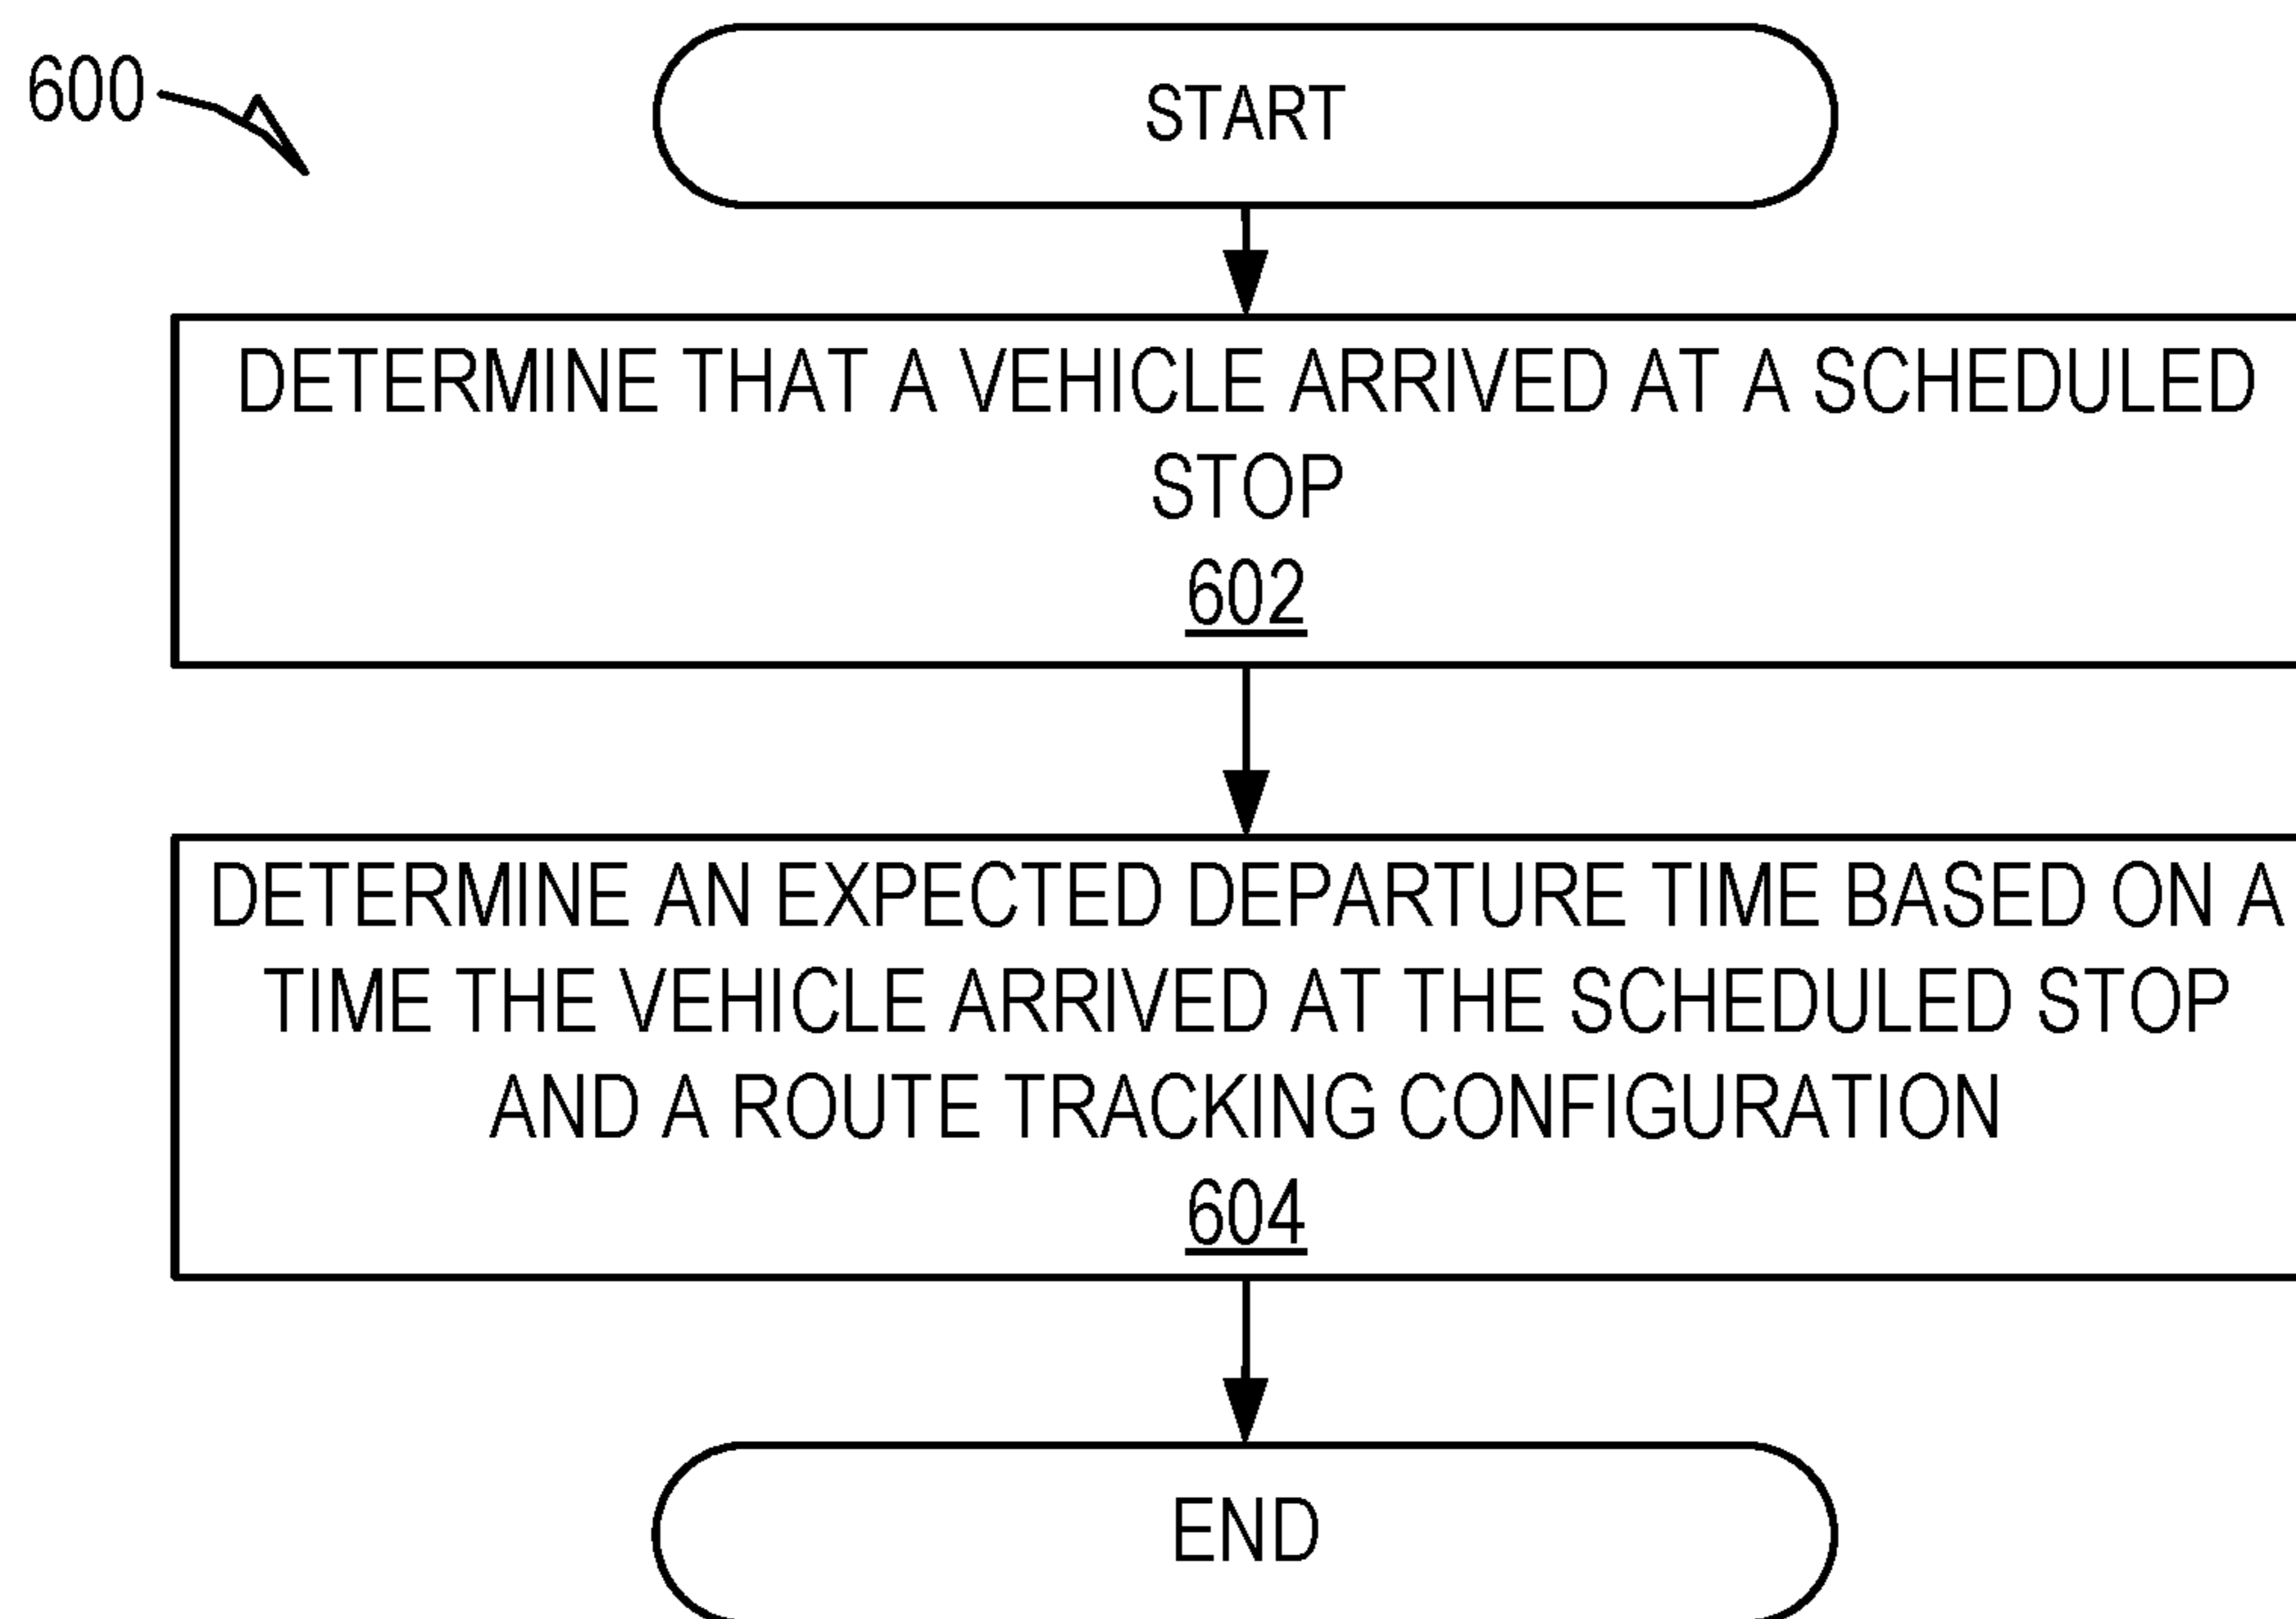 600
START
DETERMINE THAT A VEHICLE ARRIVED AT A SCHEDULED
STOP
602
DETERMINE AN EXPECTED DEPARTURE TIME BASED ON A
TIME THE VEHICLE ARRIVED AT THE SCHEDULED STOP
AND A ROUTE TRACKING CONFIGURATION
604
END